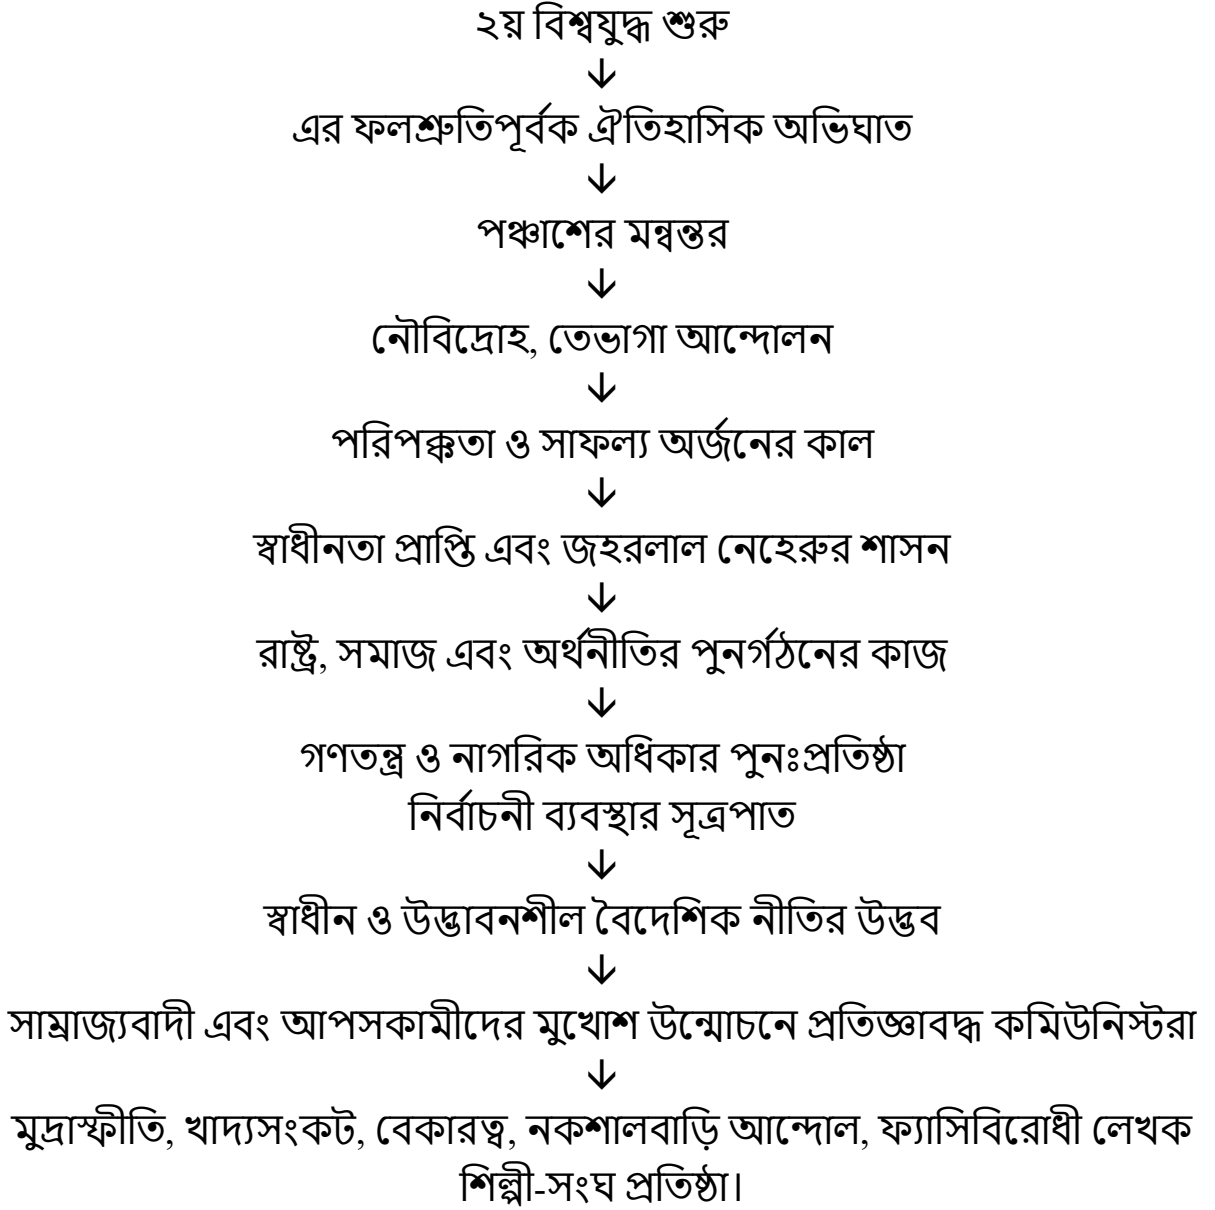 ২য় বিশ্বযুদ্ধ শুরু
↓
এর ফলশ্রুতিপূর্বক ঐতিহাসিক অভিঘাত
↓
পঞ্চাশের মন্বন্তর
↓
নৌবিদ্রোহ, তেভাগা আন্দোলন
↓
পরিপক্কতা ও সাফল্য অর্জনের কাল
↓
স্বাধীনতা প্রাপ্তি এবং জহরলাল নেহেরুর শাসন
↓
রাষ্ট্র, সমাজ এবং অর্থনীতির পুনর্গঠনের কাজ
↓
গণতন্ত্র ও নাগরিক অধিকার পুনঃপ্রতিষ্ঠা
নির্বাচনী ব্যবস্থার সূত্রপাত
↓
স্বাধীন ও উদ্ভাবনশীল বৈদেশিক নীতির উদ্ভব
↓
সাম্রাজ্যবাদী এবং আপসকামীদের মুখোশ উন্মোচনে প্রতিজ্ঞাবদ্ধ কমিউনিস্টরা
↓
মুদ্রাস্ফীতি, খাদ্যসংকট, বেকারত্ব, নকশালবাড়ি আন্দোল, ফ্যাসিবিরোধী লেখক
শিল্পী-সংঘ প্রতিষ্ঠা।